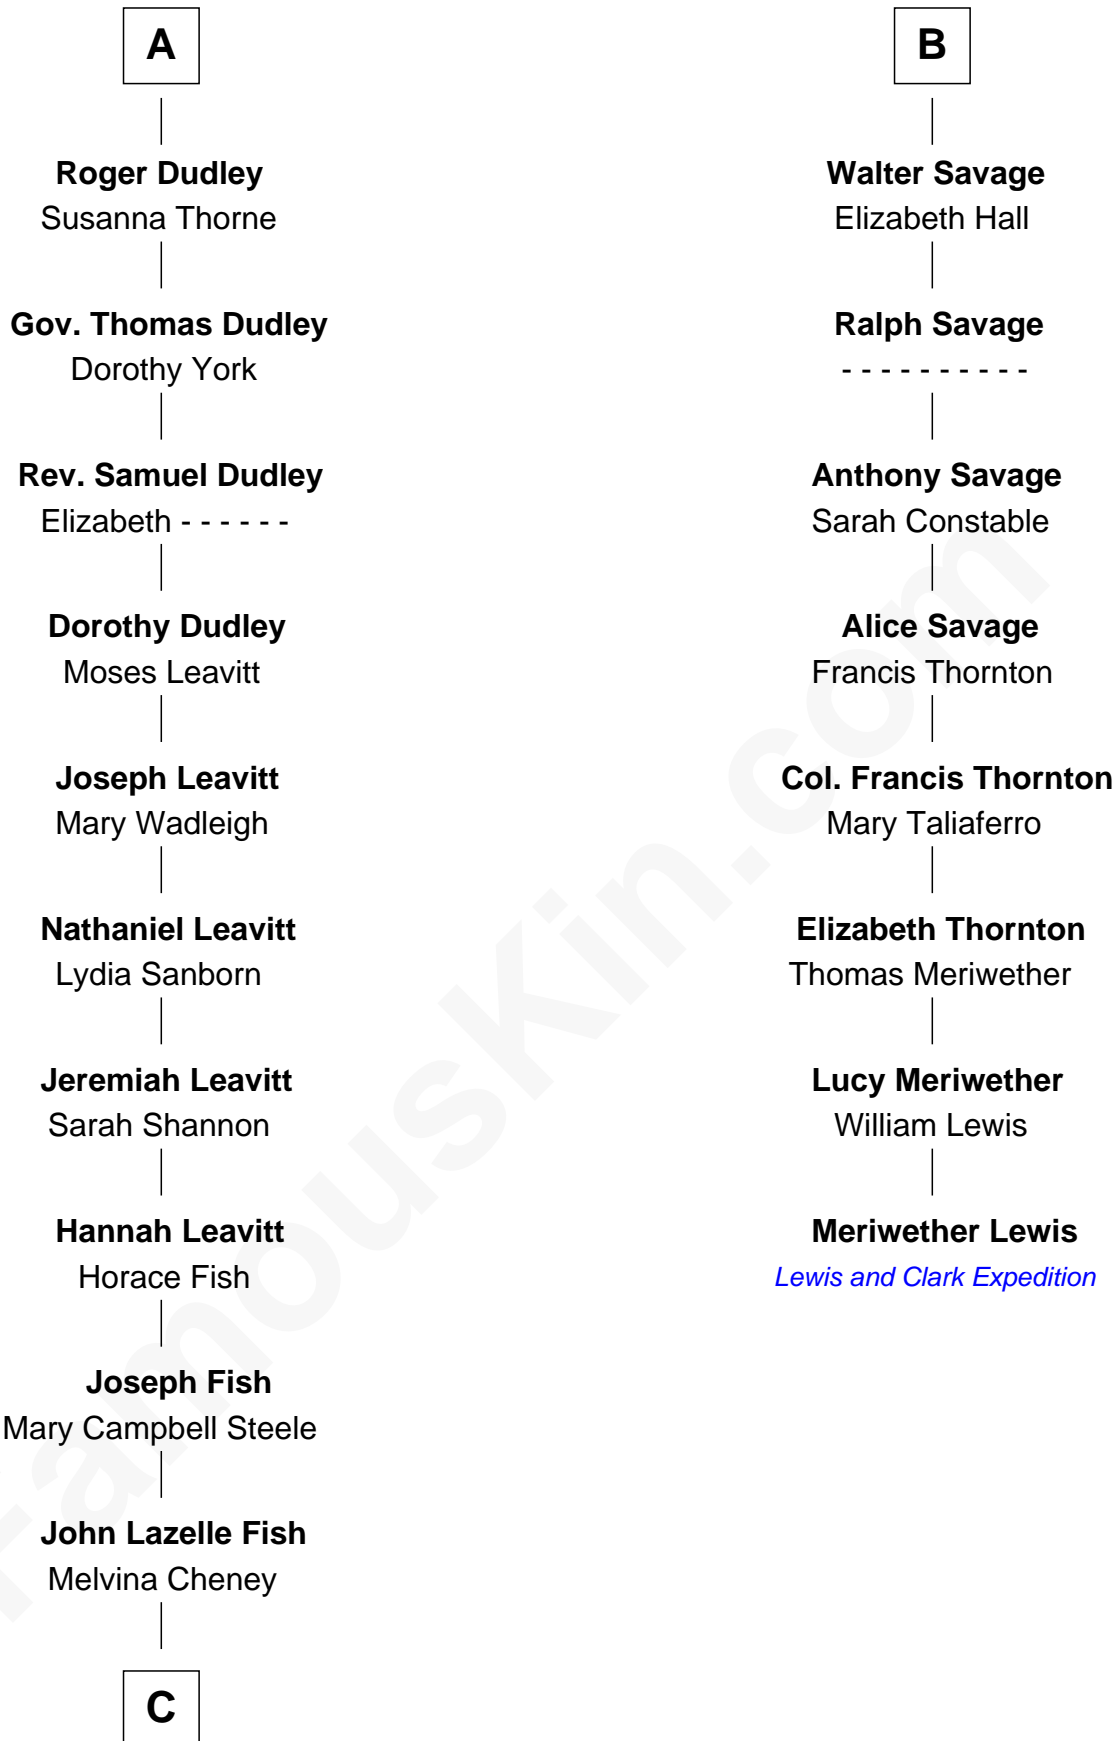 A
Roger Dudley
Susanna Thorne
Gov. Thomas Dudley
Dorothy York
Rev. Samuel Dudley
Elizabeth - - - - - -
Dorothy Dudley
Moses Leavitt
Joseph Leavitt
Mary Wadleigh
Nathaniel Leavitt
Lydia Sanborn
Jeremiah Leavitt
Sarah Shannon
Hannah Leavitt
Horace Fish
Joseph Fish
Mary Campbell Steele
John Lazelle Fish
Melvina Cheney
C
B
Walter Savage
Elizabeth Hall
Ralph Savage
- - - - - - - - - -
Anthony Savage
Sarah Constable
Alice Savage
Francis Thornton
Col. Francis Thornton
Mary Taliaferro
Elizabeth Thornton
Thomas Meriwether
Lucy Meriwether
William Lewis
Meriwether Lewis
Lewis and Clark Expedition
FamousKin.com